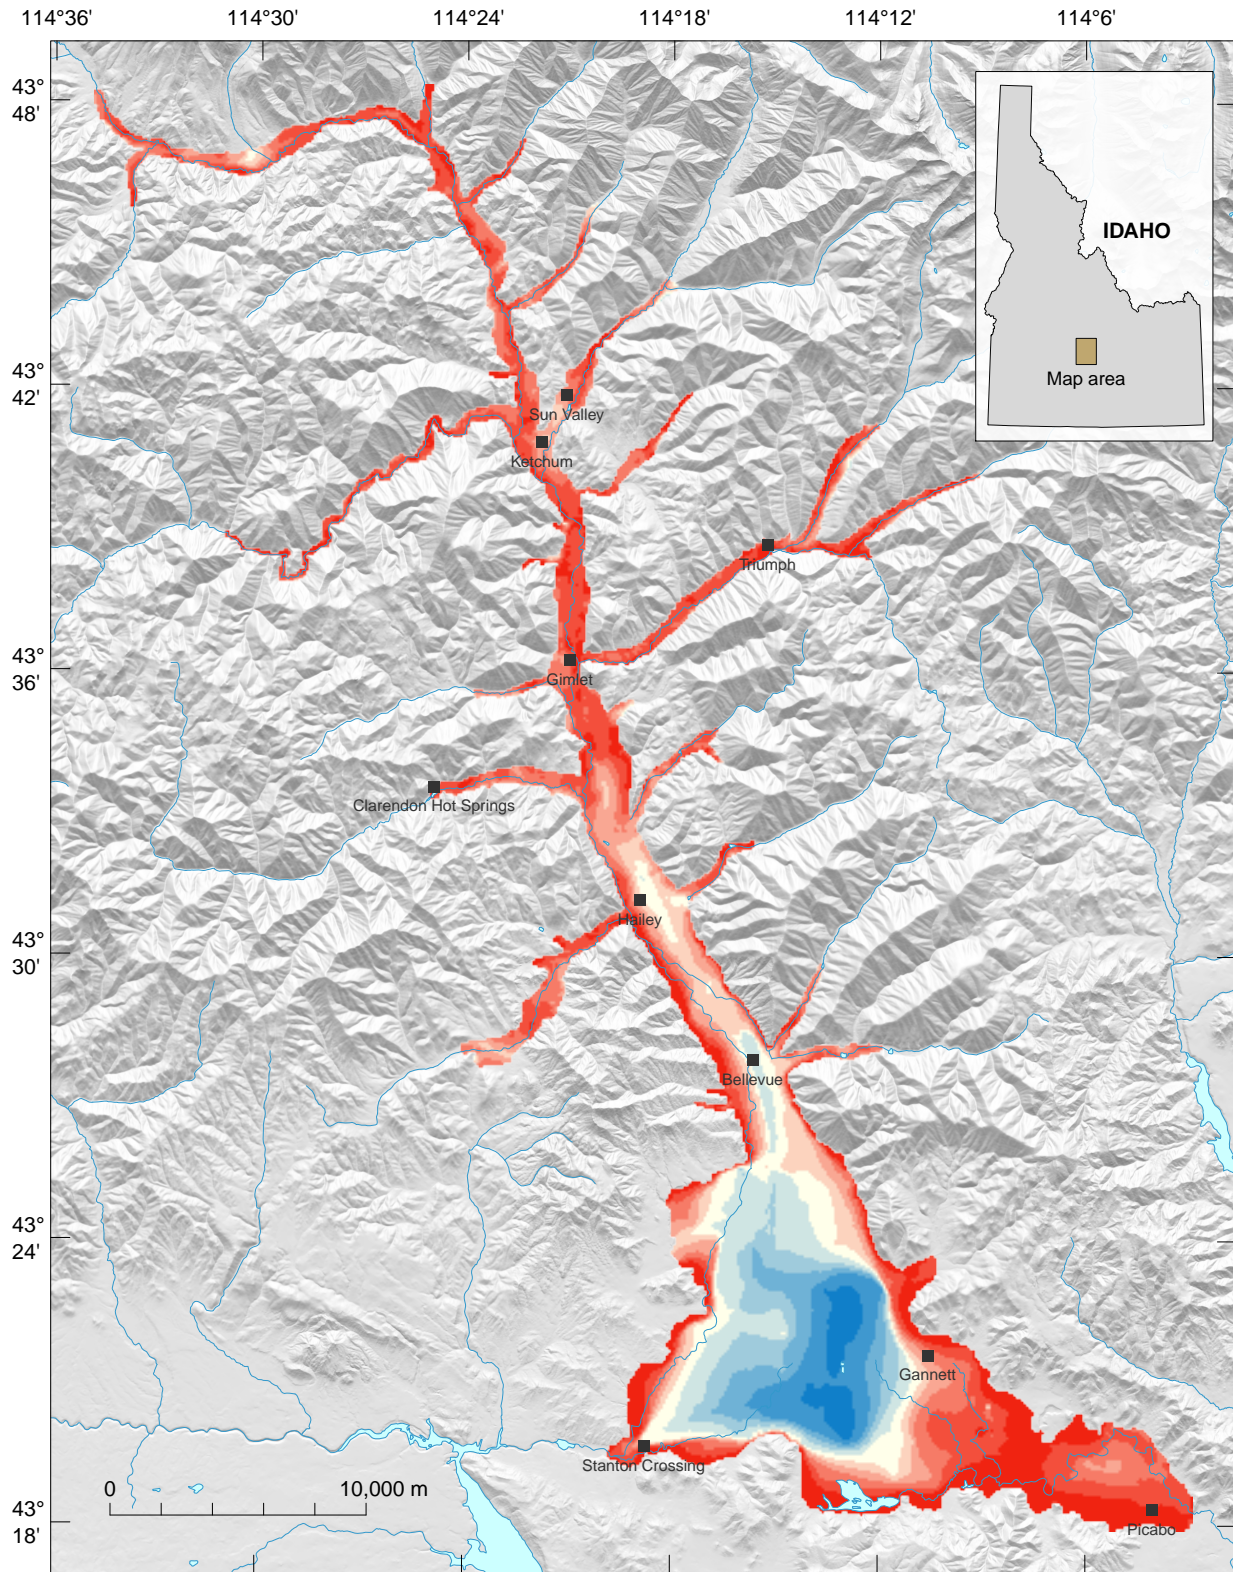 114°36' 114°30' 114°24' 114°18' 114°12' 114°6'
43°
48'
IDAHO
Map area
43°
42'
Sun Valley
Ketchum
Triumph
43°
36'
Gimlet
Clarendon Hot Springs
Hailey
43°
30'
Bellevue
43°
24'
Gannett
Stanton Crossing
0 10,000 m
43°
18'
Picabo